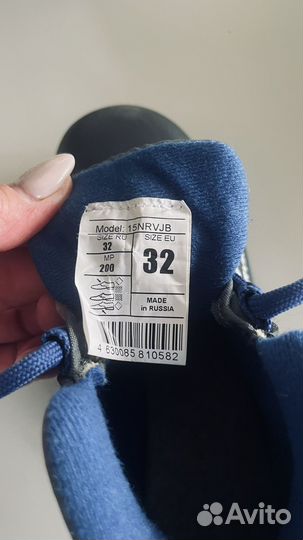 Model: 15NRVJB
SIZE RU SIZE EU
32 32
MP
200
MADE
in RUSSIA
4 630085 810582
Avito